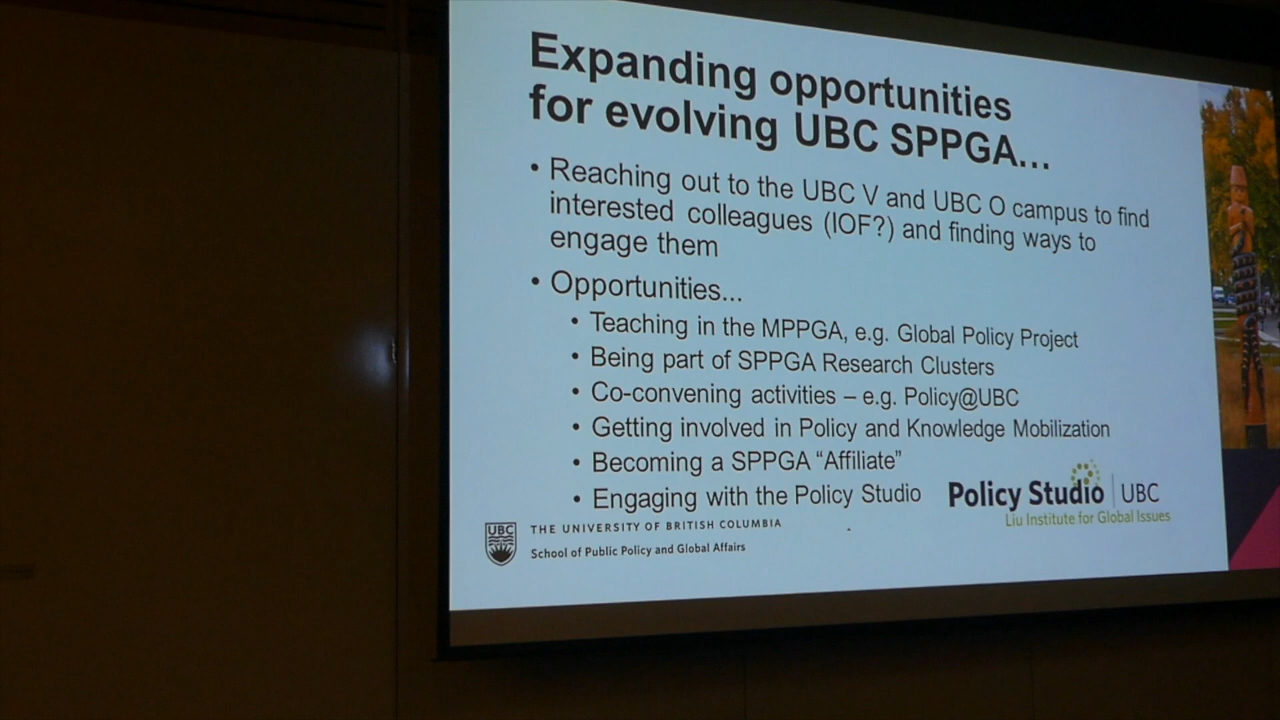 Expanding opportunities
for evolving UBC SPPGA...
• Reaching out to the UBC V and UBC O campus to find
interested colleagues (IOF?) and finding ways to
engage them
• Opportunities...
• Teaching in the MPPGA, e.g. Global Policy Project
• Being part of SPPGA Research Clusters
• Co-convening activities – e.g. Policy@UBC
• Getting involved in Policy and Knowledge Mobilization
• Becoming a SPPGA “Affiliate”
• Engaging with the Policy Studio
Policy Studio | UBC
Liu Institute for Global Issues
UBC
THE UNIVERSITY OF BRITISH COLUMBIA
School of Public Policy and Global Affairs